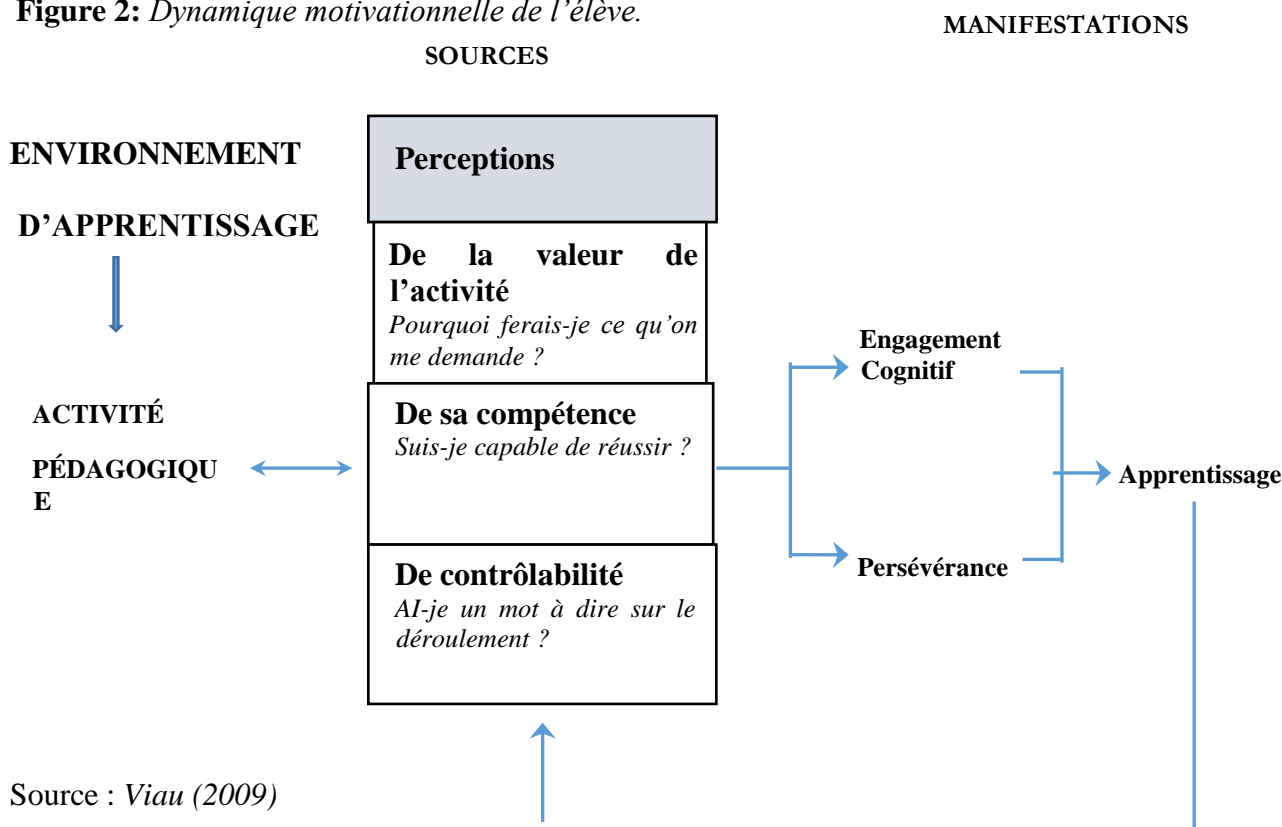 Figure 2: Dynamique motivationnelle de l’élève.
MANIFESTATIONS
SOURCES
ENVIRONNEMENT
D’APPRENTISSAGE
ACTIVITÉ
PÉDAGOGIQU
E
Perceptions
De la valeur de
l’activité
Pourquoi ferais-je ce qu’on
me demande ?
De sa compétence
Suis-je capable de réussir ?
De contrôlabilité
AI-je un mot à dire sur le
déroulement ?
Engagement
Cognitif
Persévérance
Apprentissage
Source : Viau (2009)